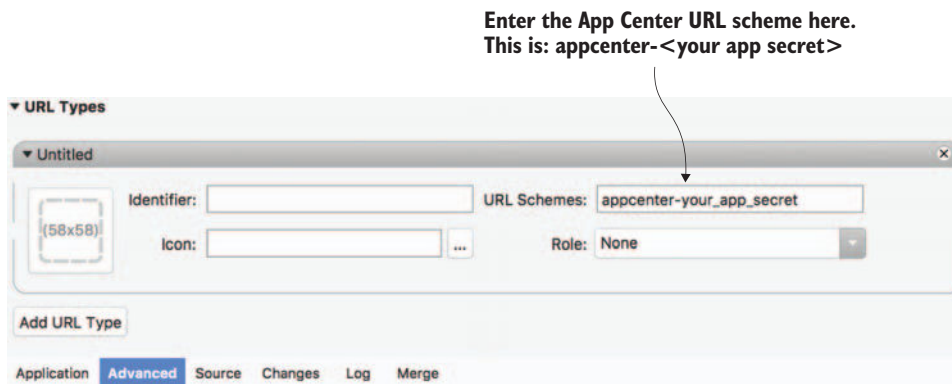 Enter the App Center URL scheme here.
This is: appcenter-<your app secret>
URL Types
Untitled
Identifier:
URL Schemes: appcenter-your_app_secret
(58x58)
Icon: ...
Role: None
Add URL Type
Application Advanced Source Changes Log Merge